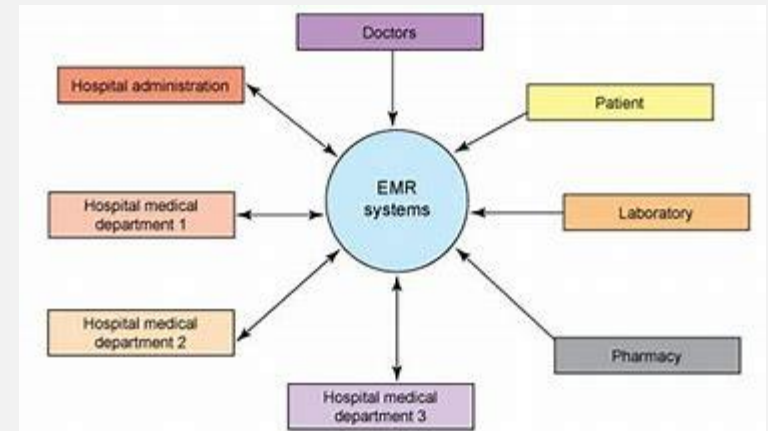 Doctors
Hospital administration
Patient
EMR
systems
Hospital medical
department 1
Laboratory
Hospital medical
department 2
Pharmacy
Hospital medical
department 3